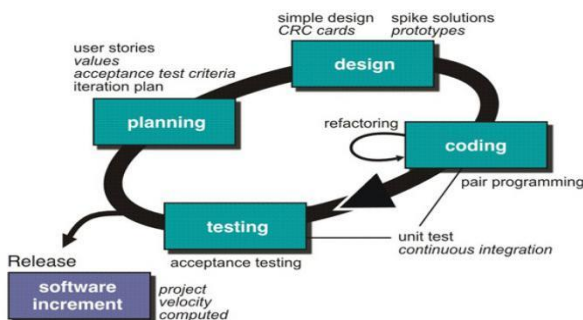 simple design
CRC cards
spike solutions
prototypes
design
user stories
values
acceptance test criteria
iteration plan
planning
refactoring
coding
pair programming
testing
acceptance testing
unit test
continuous integration
Release
software
increment
project
velocity
computed